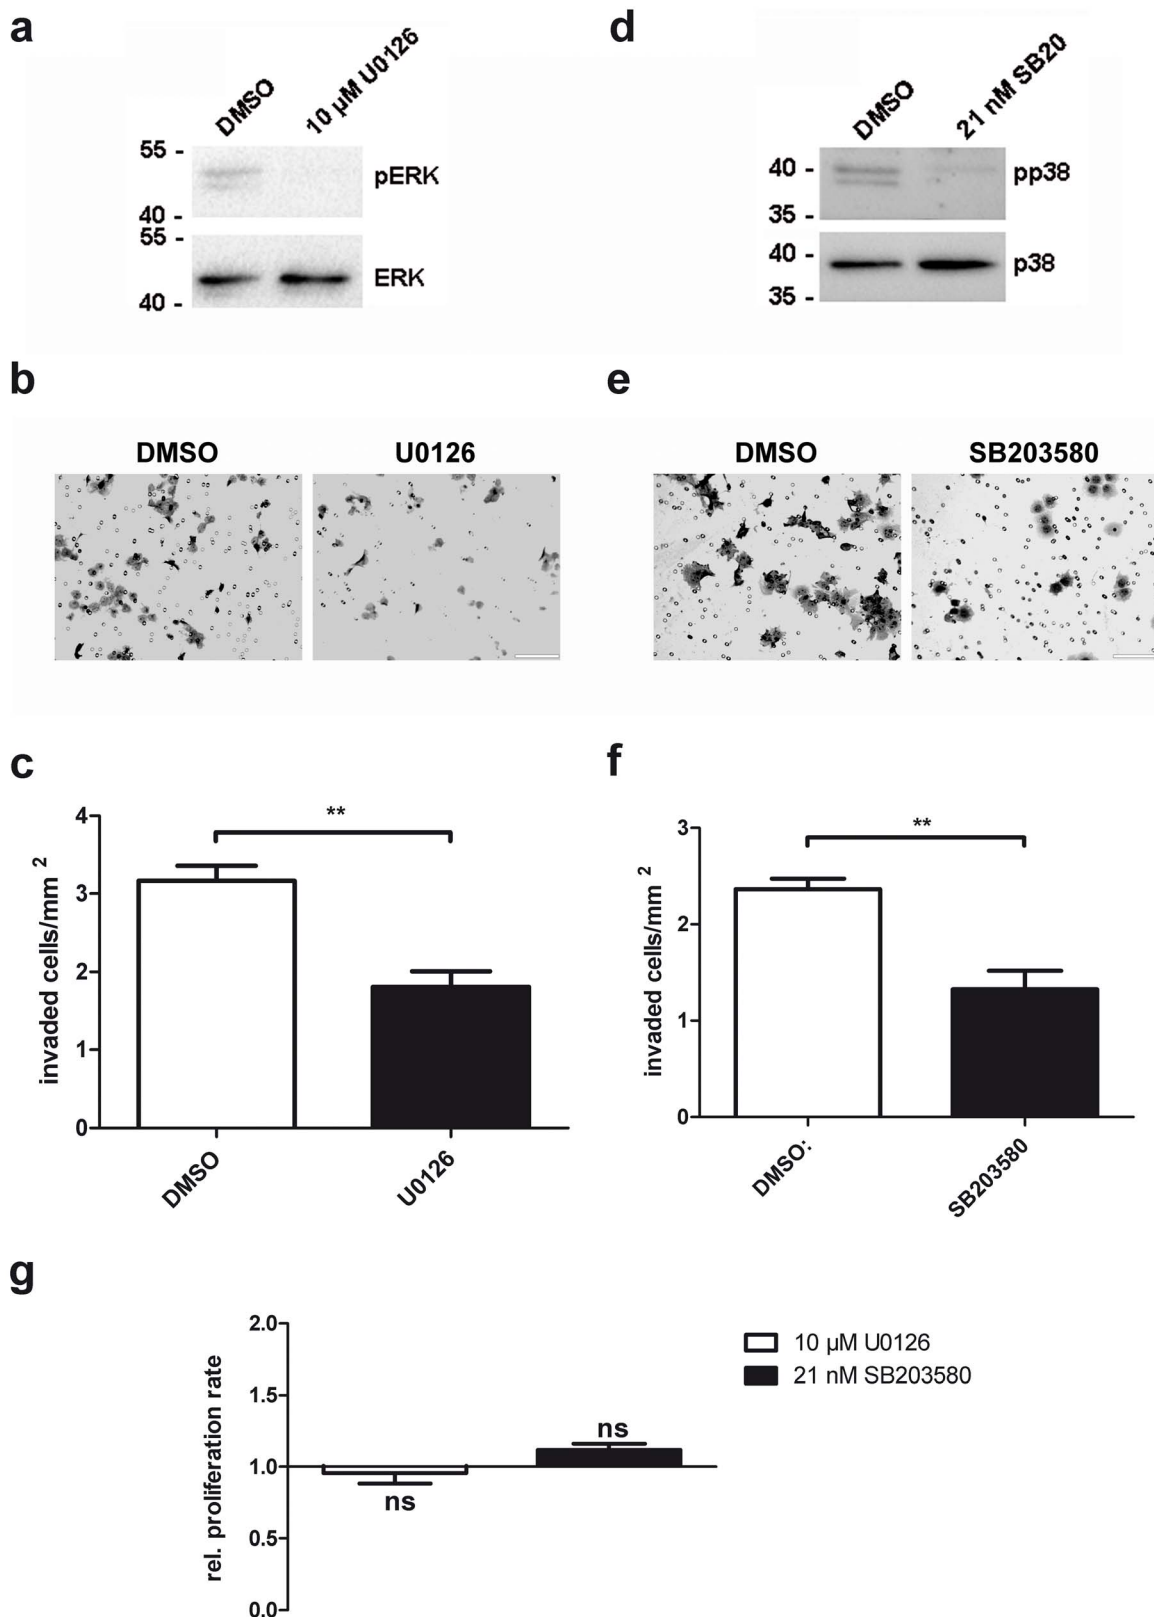 a
DMSO
10 µM U0126
55 -
pERK
40 -
55 -
ERK
40 -
d
DMSO
21 nM SB20
40 -
pp38
35 -
40 -
p38
35 -
b
DMSO
U0126
e
DMSO
SB203580
c
invaded cells/mm 2
4
3
2
1
0
**
DMSO
U0126
f
invaded cells/mm 2
3
2
1
0
**
DMSO:
SB203580
g
rel. proliferation rate
2.0
1.5
1.0
0.5
0.0
ns
ns
10 µM U0126
21 nM SB203580